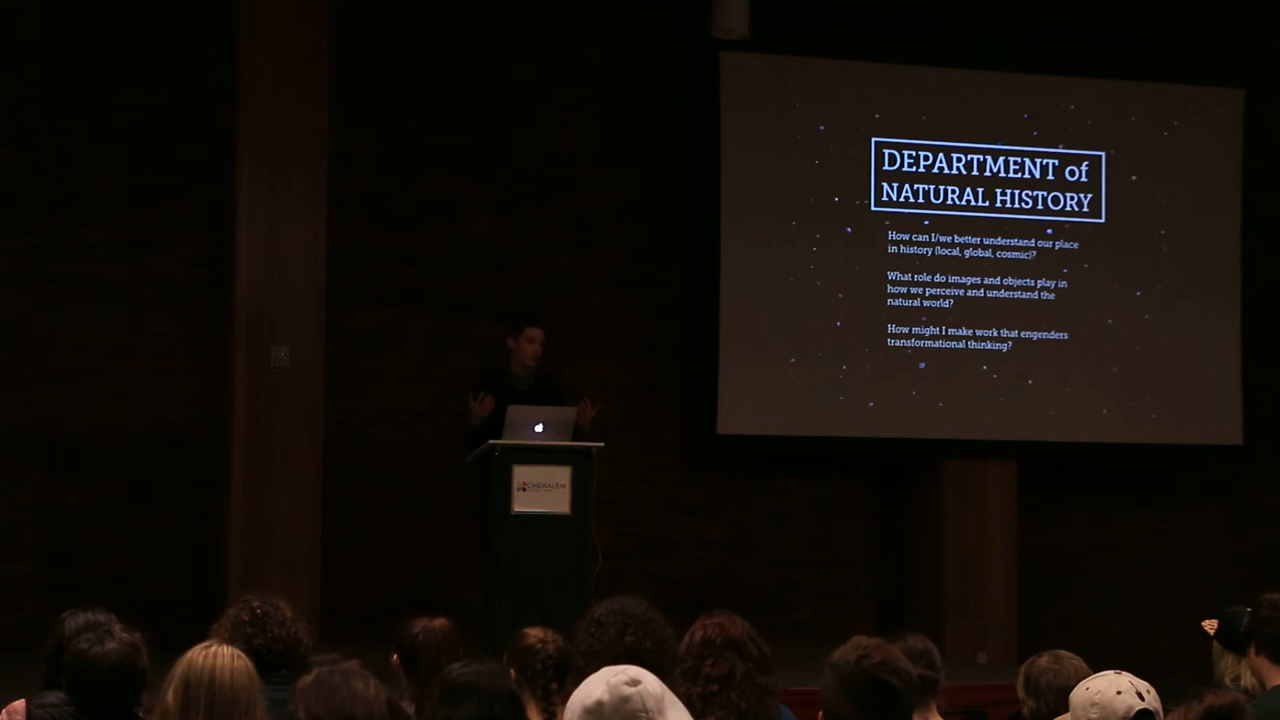 DEPARTMENT of
NATURAL HISTORY
How can I/we better understand our place
in history (local, global, cosmic)?
What role do images and objects play in
how we perceive and understand the
natural world?
How might I make work that engenders
transformational thinking?
CHEHALEM